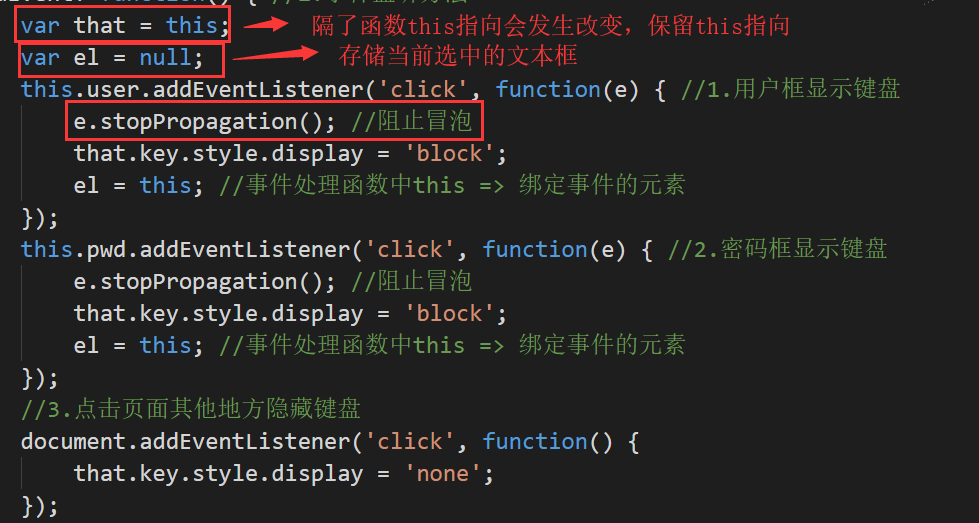 var that = this; 隔了函数this指向会发生改变，保留this指向
var el = null; 存储当前选中的文本框
this.user.addEventListener('click', function(e) { //1.用户框显示键盘
e.stopPropagation(); //阻止冒泡
that.key.style.display = 'block';
el = this; //事件处理函数中this => 绑定事件的元素
});
this.pwd.addEventListener('click', function(e) { //2.密码框显示键盘
e.stopPropagation(); //阻止冒泡
that.key.style.display = 'block';
el = this; //事件处理函数中this => 绑定事件的元素
});
//3.点击页面其他地方隐藏键盘
document.addEventListener('click', function() {
that.key.style.display = 'none';
});